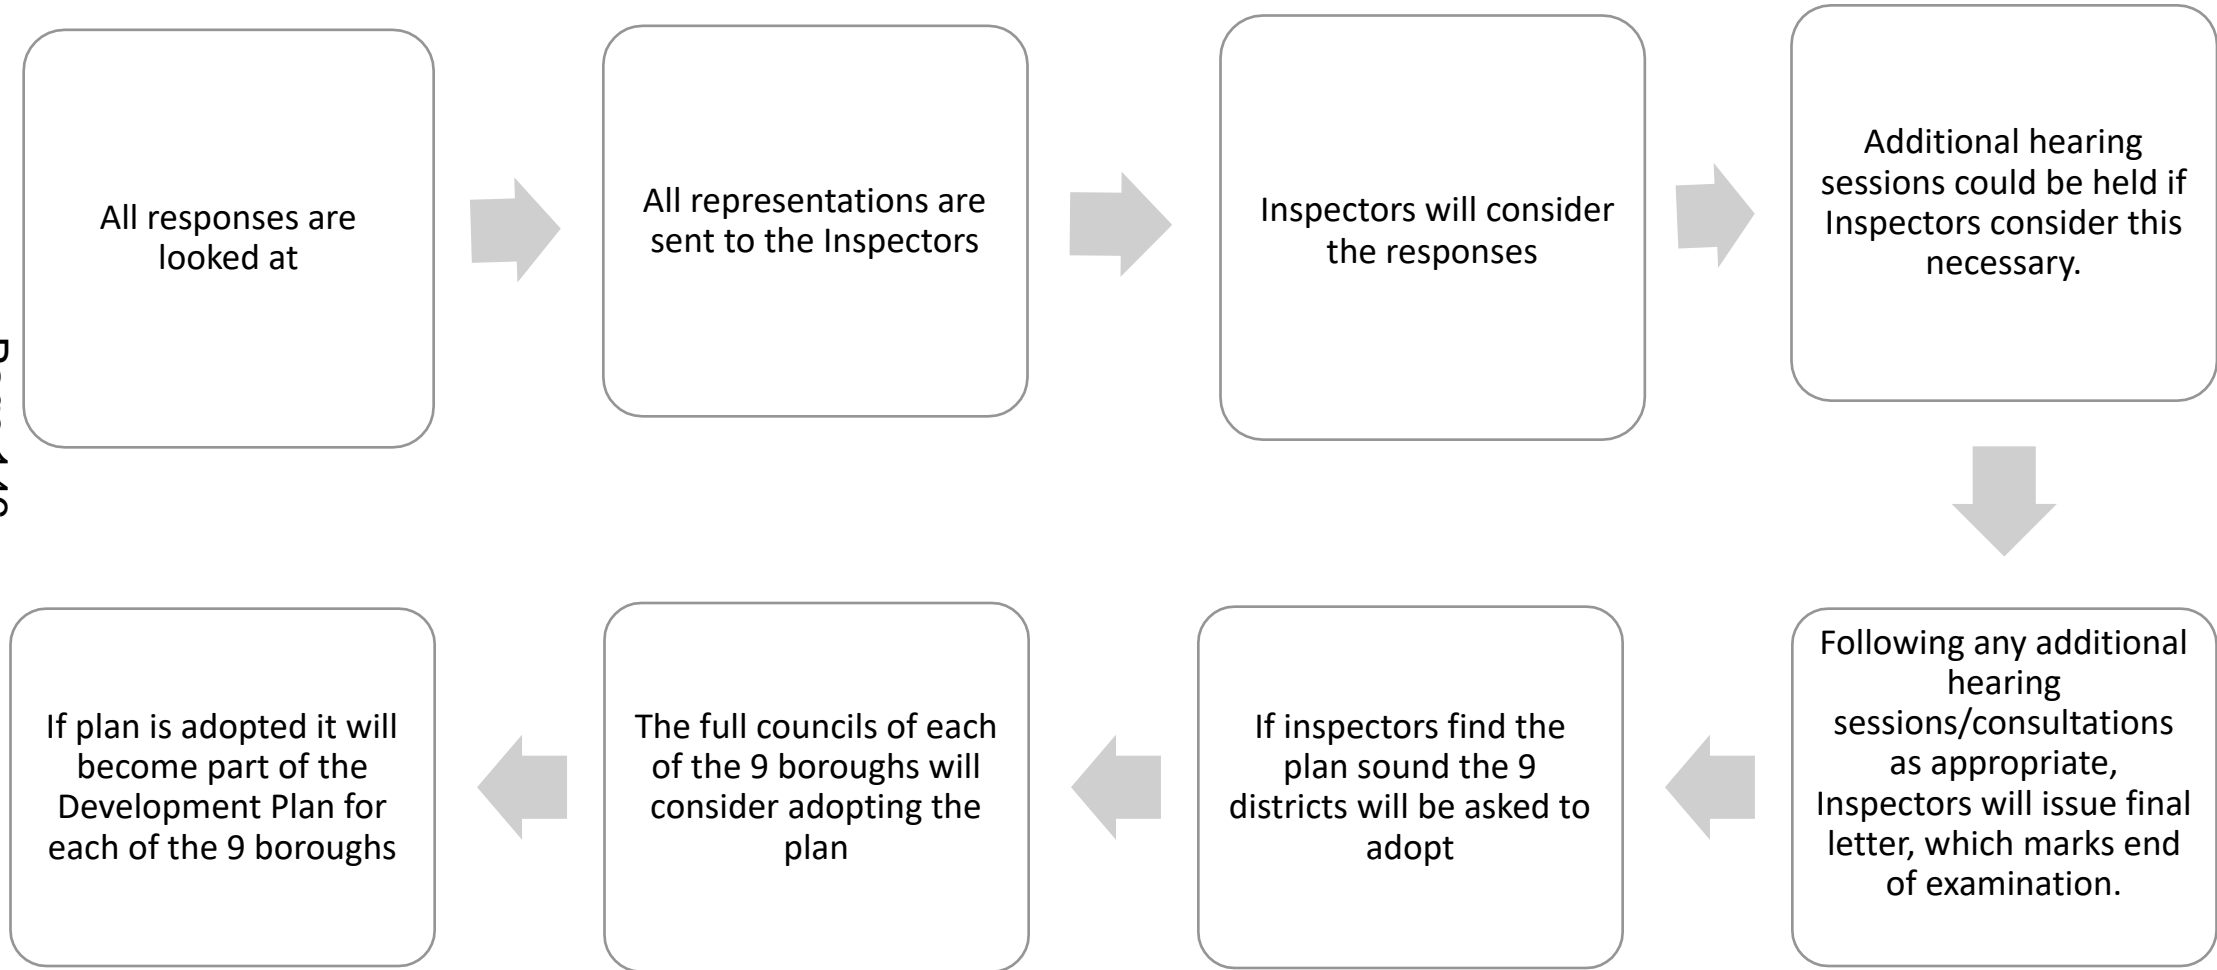 All responses are
looked at
All representations are
sent to the Inspectors
Inspectors will consider
the responses
Additional hearing
sessions could be held if
Inspectors consider this
necessary.
Following any additional
hearing
sessions/consultations
as appropriate,
Inspectors will issue final
letter, which marks end
of examination.
If inspectors find the
plan sound the 9
districts will be asked to
adopt
The full councils of each
of the 9 boroughs will
consider adopting the
plan
If plan is adopted it will
become part of the
Development Plan for
each of the 9 boroughs